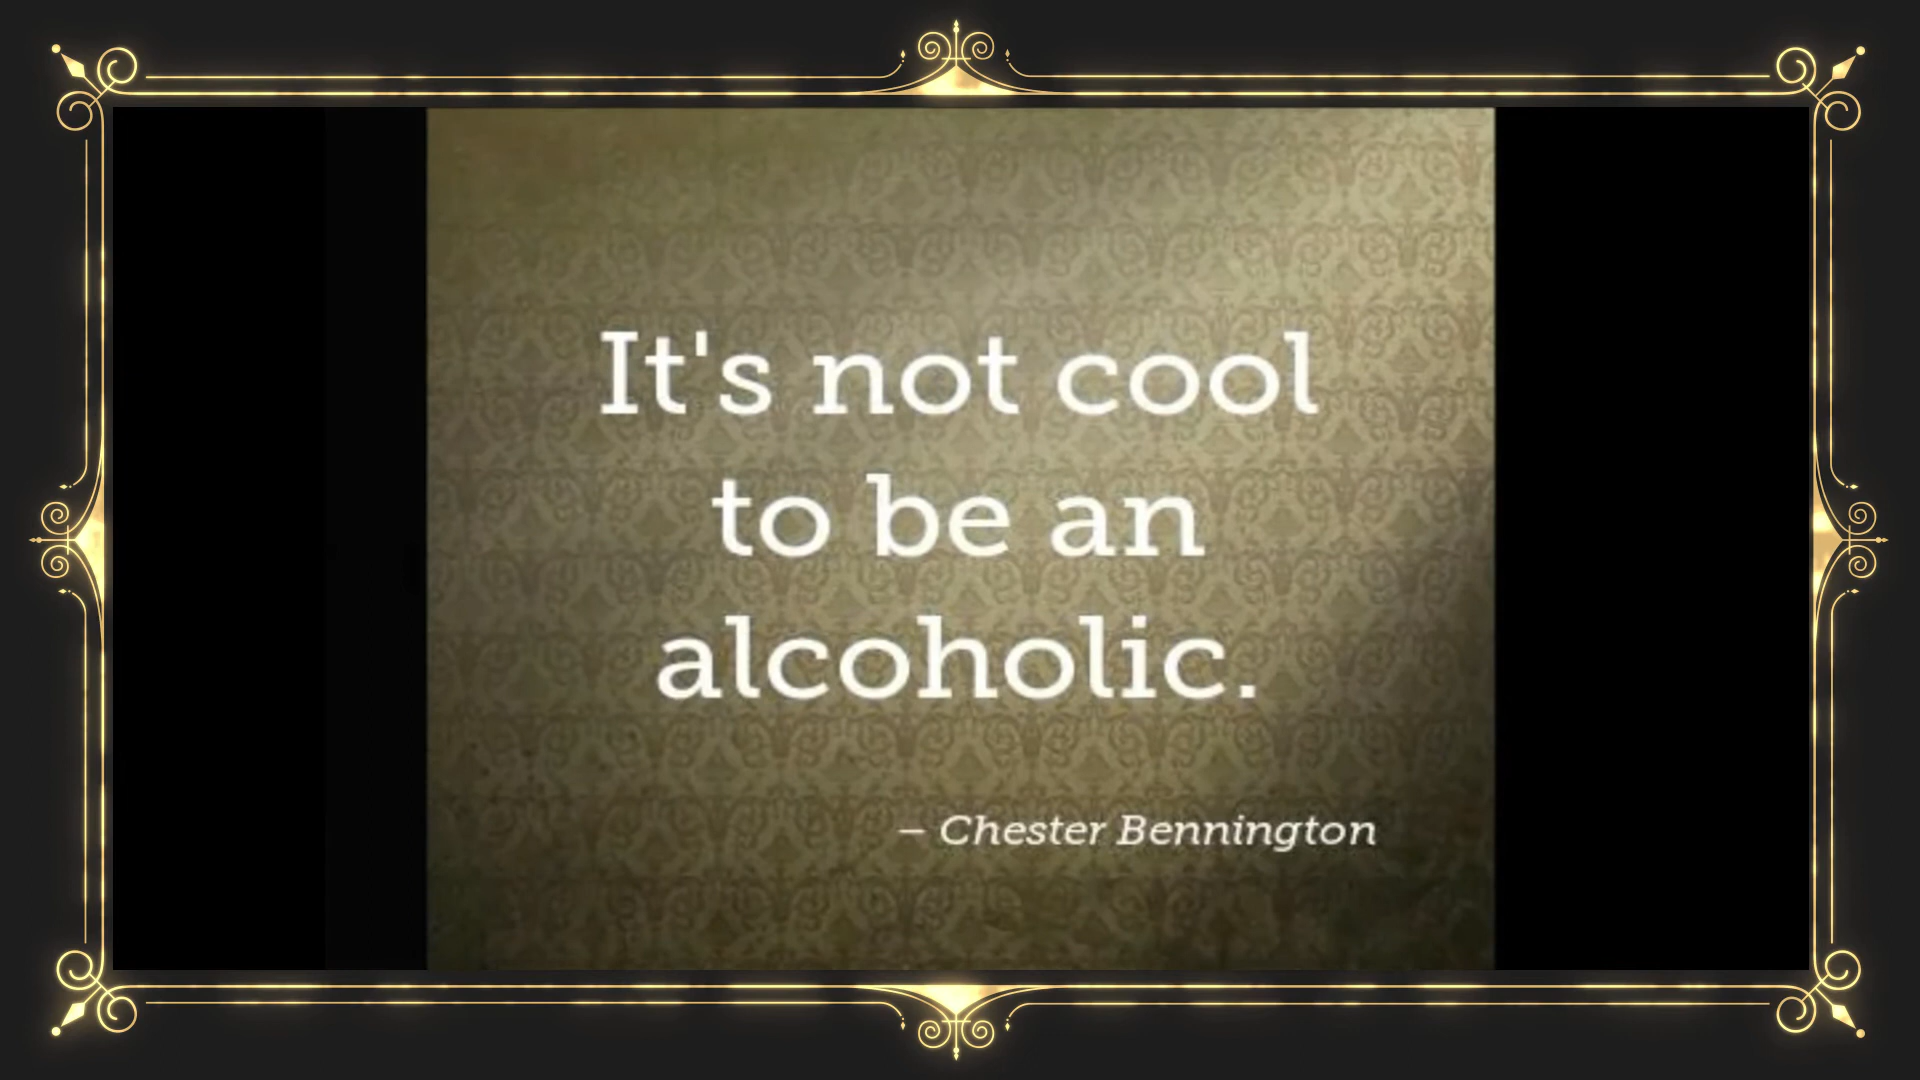 It's not cool
to be an
alcoholic.
– Chester Bennington